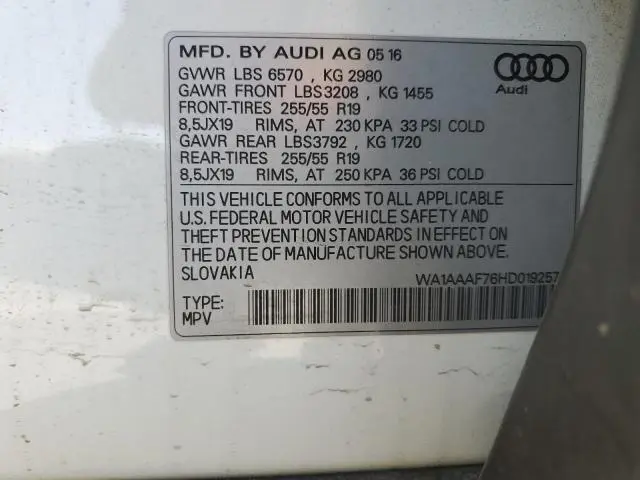 MFD. BY AUDI AG 05 16
GVWR LBS 6570 , KG 2980
GAWR FRONT LBS3208 , KG 1455
FRONT-TIRES 255/55 R19
8,5JX19 RIMS, AT 230 KPA 33 PSI COLD
GAWR REAR LBS3792 , KG 1720
REAR-TIRES 255/55 R19
8,5JX19 RIMS, AT 250 KPA 36 PSI COLD
Audi
THIS VEHICLE CONFORMS TO ALL APPLICABLE
U.S. FEDERAL MOTOR VEHICLE SAFETY AND
THEFT PREVENTION STANDARDS IN EFFECT ON
THE DATE OF MANUFACTURE SHOWN ABOVE.
SLOVAKIA
WA1AAAF76HD019257
TYPE:
MPV